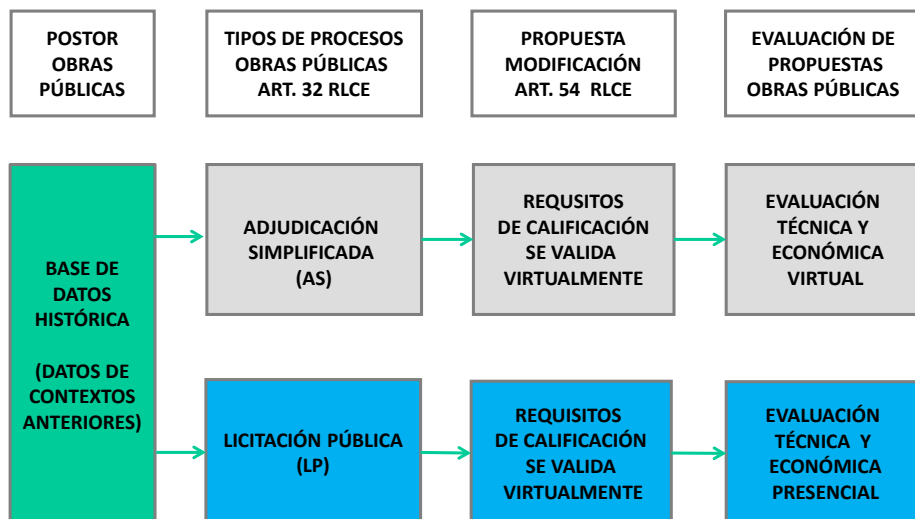 POSTOR
OBRAS
PÚBLICAS
TIPOS DE PROCESOS
OBRAS PÚBLICAS
ART. 32 RLCE
PROPUESTA
MODIFICACIÓN
ART. 54 RLCE
EVALUACIÓN DE
PROPUESTAS
OBRAS PÚBLICAS
BASE DE
DATOS
HISTÓRICA
(DATOS DE
CONTEXTOS
ANTERIORES)
ADJUDICACIÓN
SIMPLIFICADA
(AS)
REQUSITOS
DE CALIFICACIÓN
SE VALIDA
VIRTUALMENTE
EVALUACIÓN
TÉCNICA Y
ECONÓMICA
VIRTUAL
LICITACIÓN PÚBLICA
(LP)
REQUISITOS
DE CALIFICACIÓN
SE VALIDA
VIRTUALMENTE
EVALUACIÓN
TÉCNICA Y
ECONÓMICA
PRESENCIAL